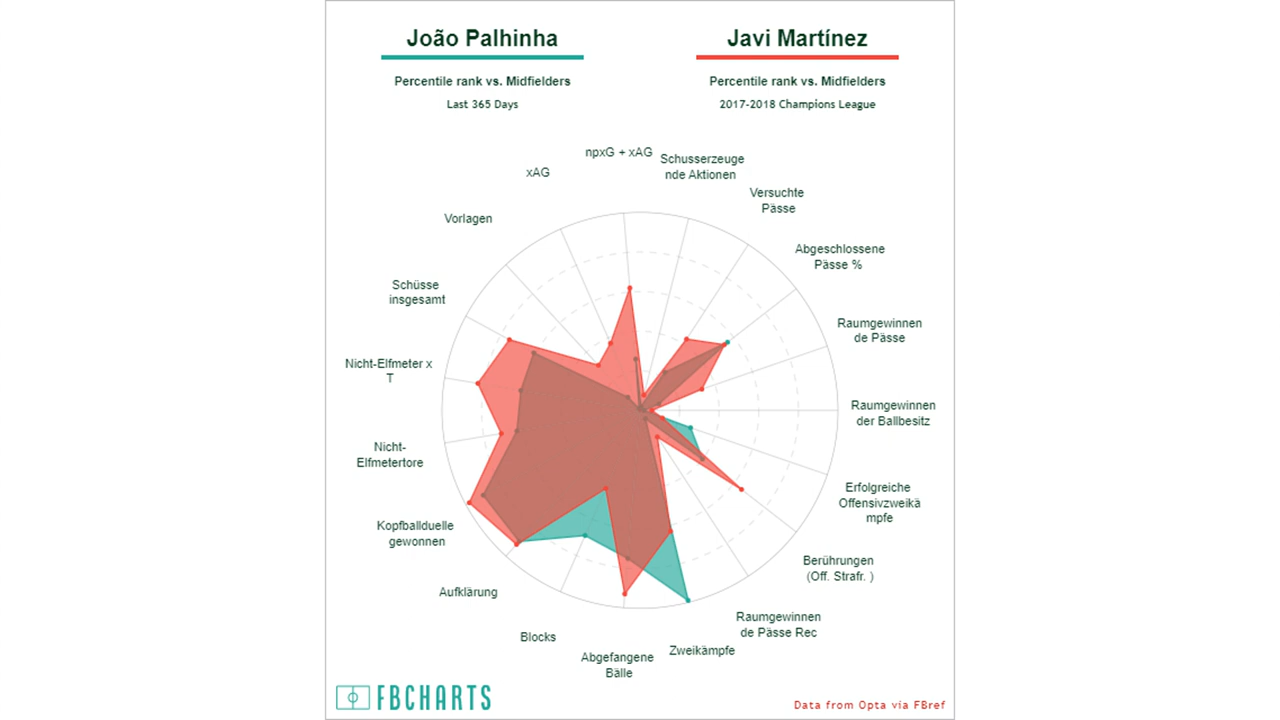 João Palhinha
Percentile rank vs. Midfielders
Last 365 Days
Javi Martínez
Percentile rank vs. Midfielders
2017-2018 Champions League
npxG + xAG
Schusserzeuge
nde Aktionen
Versuchte
Pässe
Abgeschlossene
Pässe %
Raumgewinnen
de Pässe
Raumgewinnen
der Ballbesitz
Erfolgreiche
Offensivzweikä
mpfe
Berührungen
(Off. Strafr. )
Raumgewinnen
de Pässe Rec
Zweikämpfe
Abgefangene
Bälle
Blocks
Aufklärung
Kopfballduelle
gewonnen
Nicht-
Elfmetertore
Nicht-Elfmeter x
T
Schüsse
insgesamt
Vorlagen
xAG
FBCHARTS
Data from Opta via FBref